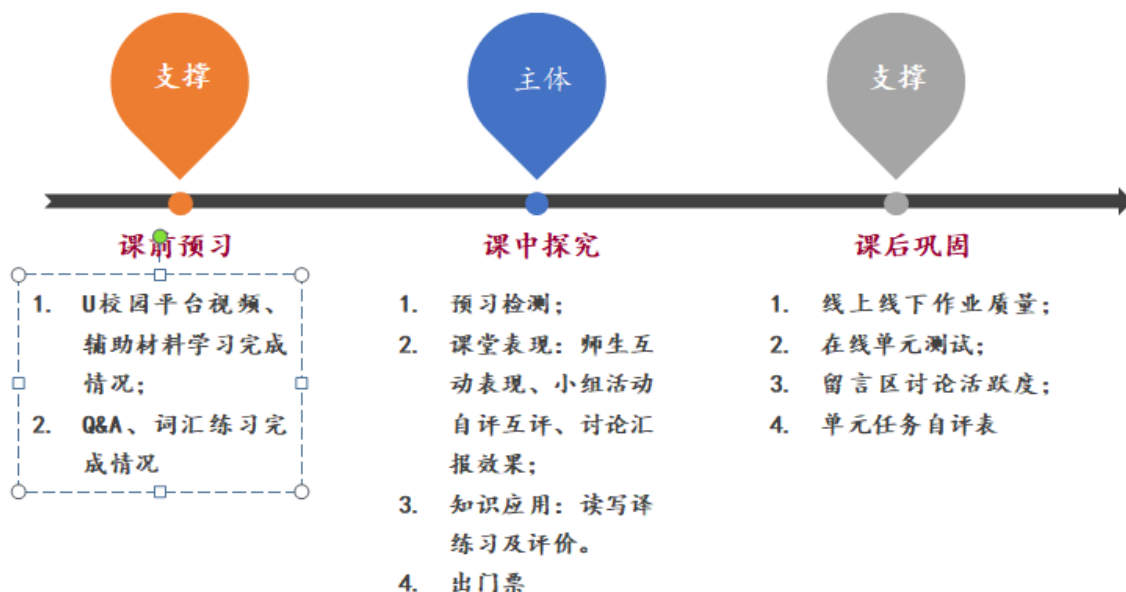 支撑
主体
支撑
课前预习
1. U校园平台视频、
辅助材料学习完成
情况;
2. Q&A、词汇练习完
成情况
课中探究
1. 预习检测;
2. 课堂表现: 师生互
动表现、小组活动
自评互评、讨论汇
报效果;
3. 知识应用: 读写译
练习及评价。
4. 出门票
课后巩固
1. 线上线下作业质量;
2. 在线单元测试;
3. 留言区讨论活跃度;
4. 单元任务自评表